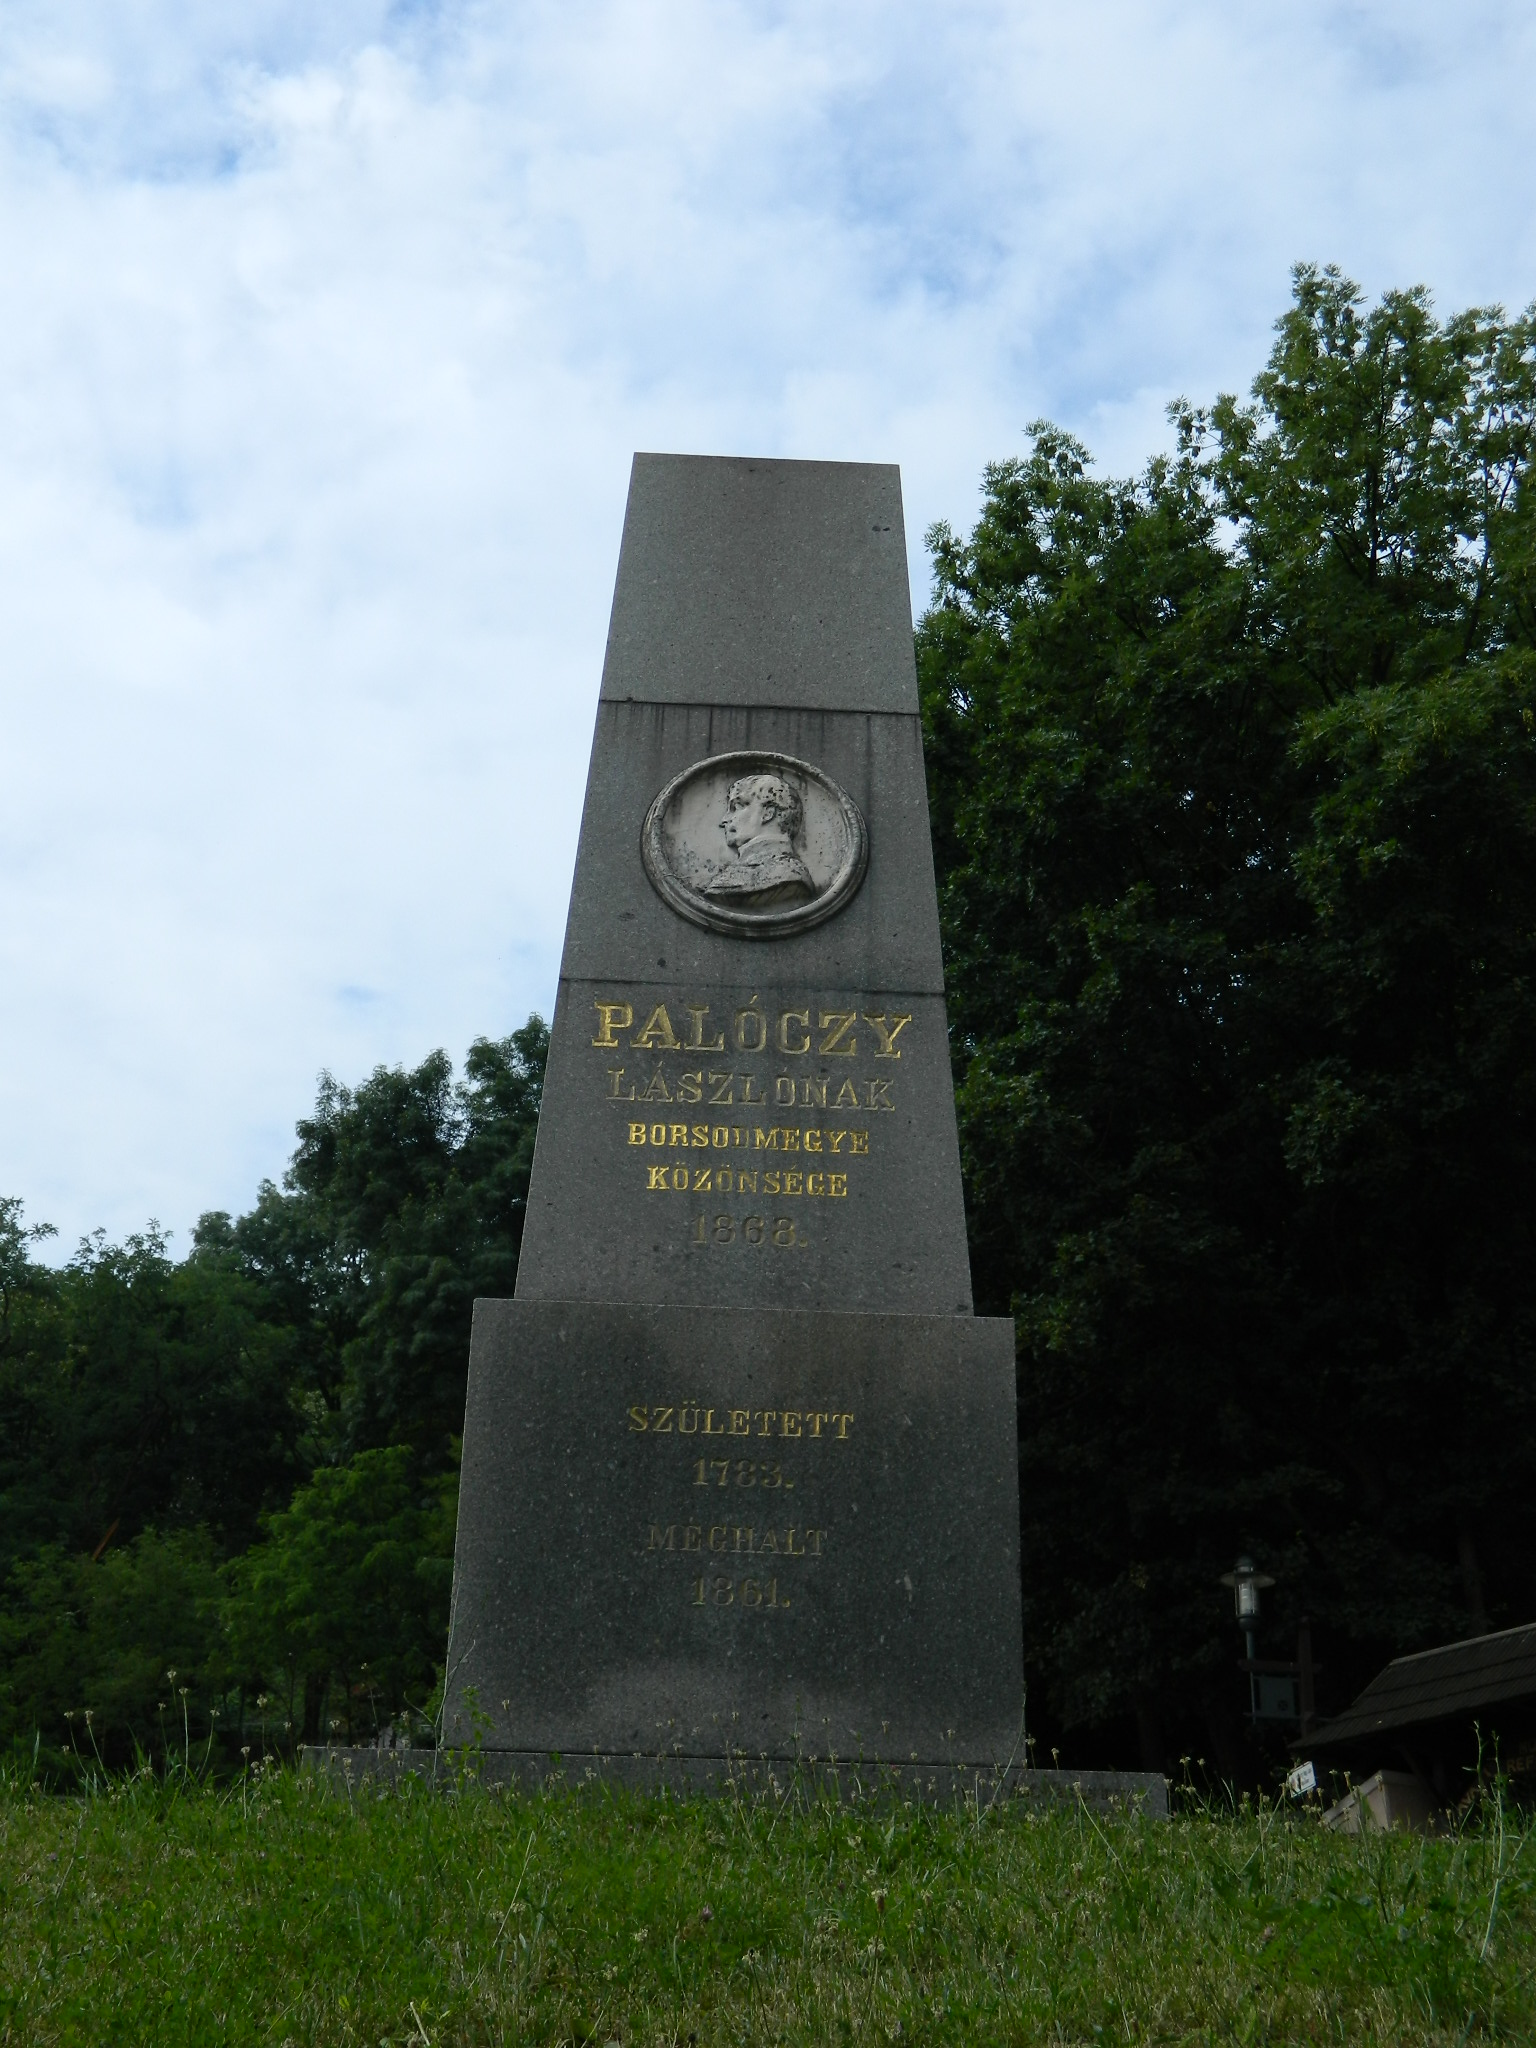 PALÓCZY
LÁSZLÓNAK
BORSODMEGYE
KÖZÖNSÉGE
1868.
SZÜLETETT
1783.
MEGHALT
1861.